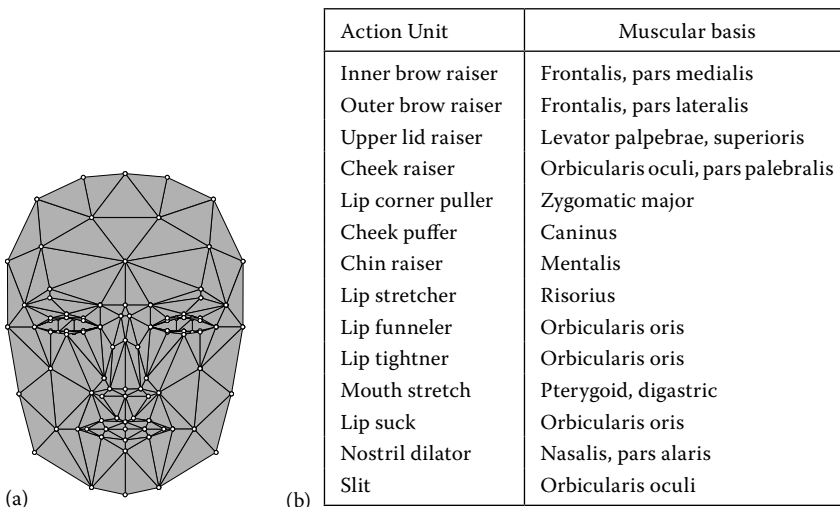 Action Unit Muscular basis
Inner brow raiser Frontalis, pars medialis
Outer brow raiser Frontalis, pars lateralis
Upper lid raiser Levator palpebrae, superioris
Cheek raiser Orbicularis oculi, pars palebralis
Lip corner puller Zygomatic major
Cheek puffer Caninus
Chin raiser Mentalis
Lip stretcher Risorius
Lip funneler Orbicularis oris
Lip tightner Orbicularis oris
Mouth stretch Pterygoid, digastric
Lip suck Orbicularis oris
Nostril dilator Nasalis, pars alaris
Slit Orbicularis oculi
(a) (b)